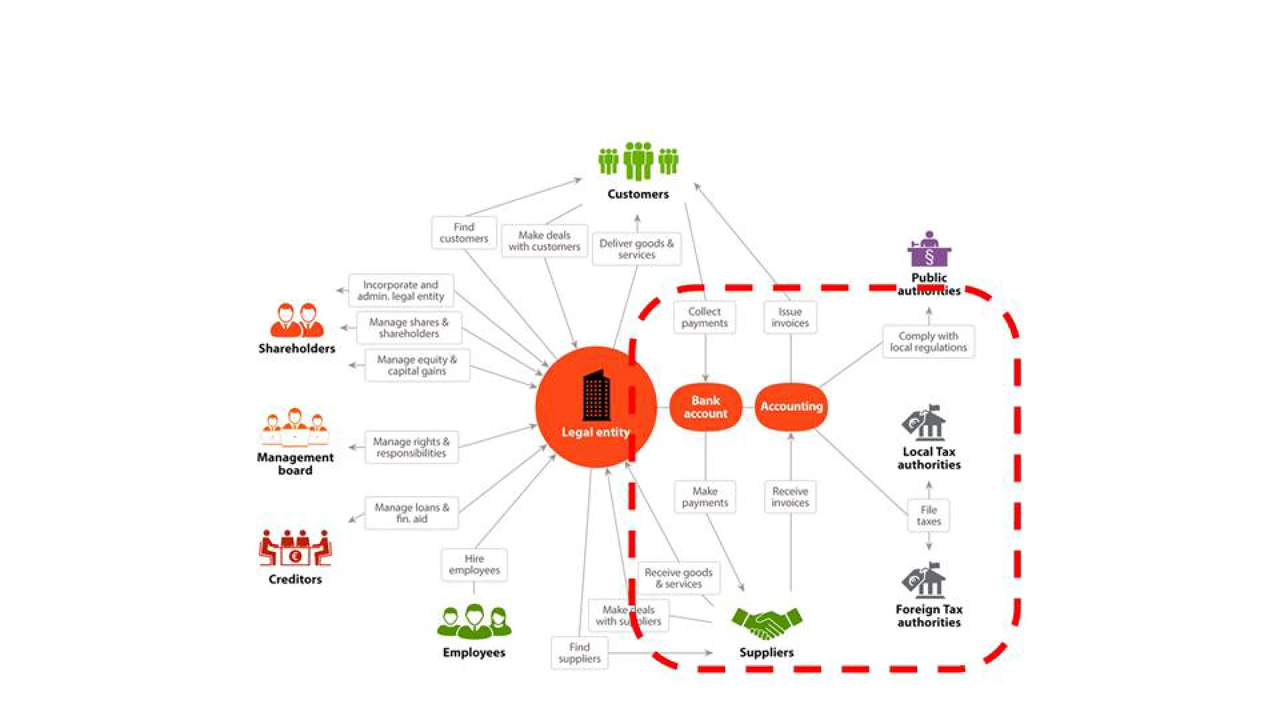 Customers
Find
customers
Make deals
with customers
Deliver goods &
services
§
Public
authorities
Incorporate and
admin. legal entity
Manage shares &
shareholders
Manage equity &
capital gains
Shareholders
Collect
payments
Issue
invoices
Comply with
local regulations
Legal entity
Bank
account
Accounting
Management
board
Manage rights &
responsibilities
Local Tax
authorities
Manage loans &
fin. aid
Make
payments
Receive
invoices
File
taxes
€
Creditors
Hire
employees
Receive goods
& services
Make deals
with suppliers
Foreign Tax
authorities
Employees
Find
suppliers
Suppliers